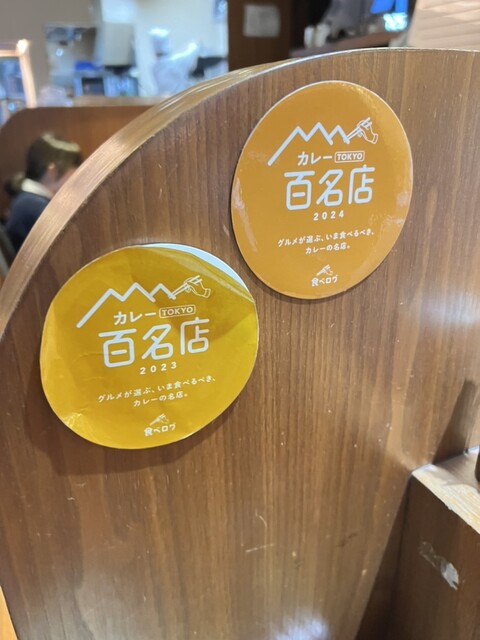 カレー TOKYO
百名店
2024
グルメが選ぶ、いま食べるべき、
カレーの名店。
食べログ
カレー TOKYO
百名店
2023
グルメが選ぶ、いま食べるべき、
カレーの名店。
食べログ